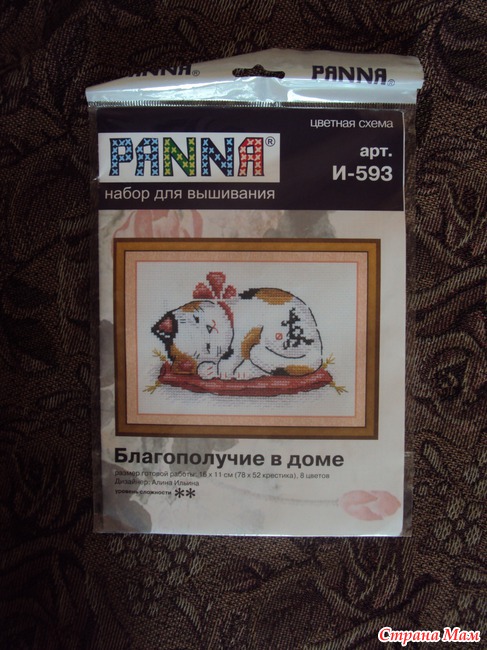 PANNA® PANNA®
цветная схема
PANNA® арт.
набор для вышивания И-593
Благополучие в доме
размер готовой работы: 16 х 11 см (78 х 52 крестика), 8 цветов
Дизайнер: Алина Ильина
уровень сложности **
Страна Мам